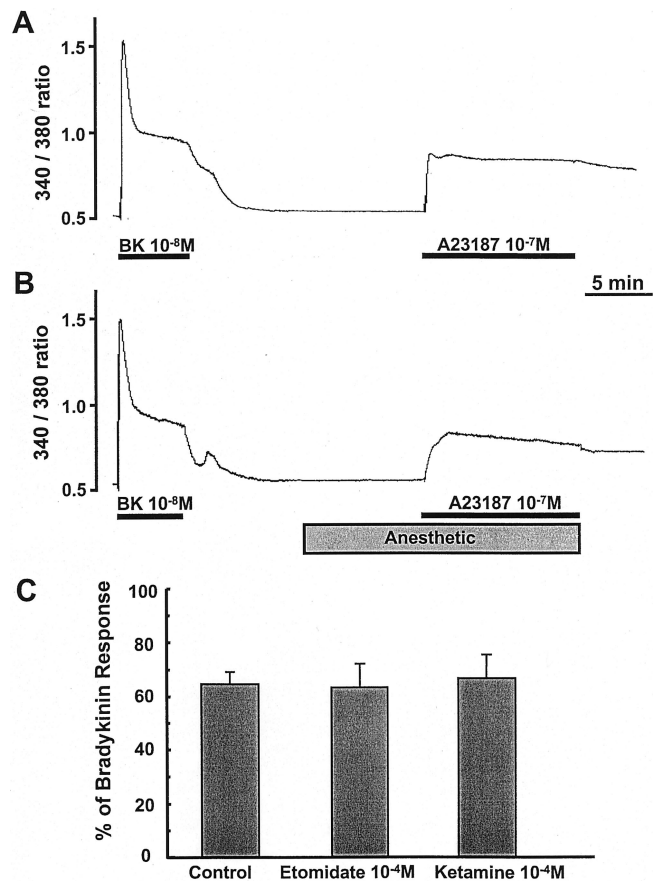 A
340 / 380 ratio
1.5
1.0
0.5
BK 10⁻⁸M
A23187 10⁻⁷M
5 min
B
340 / 380 ratio
1.5
1.0
0.5
BK 10⁻⁸M
A23187 10⁻⁷M
Anesthetic
C
% of Bradykinin Response
100
80
60
40
20
0
Control
Etomidate 10⁻⁴M
Ketamine 10⁻⁴M